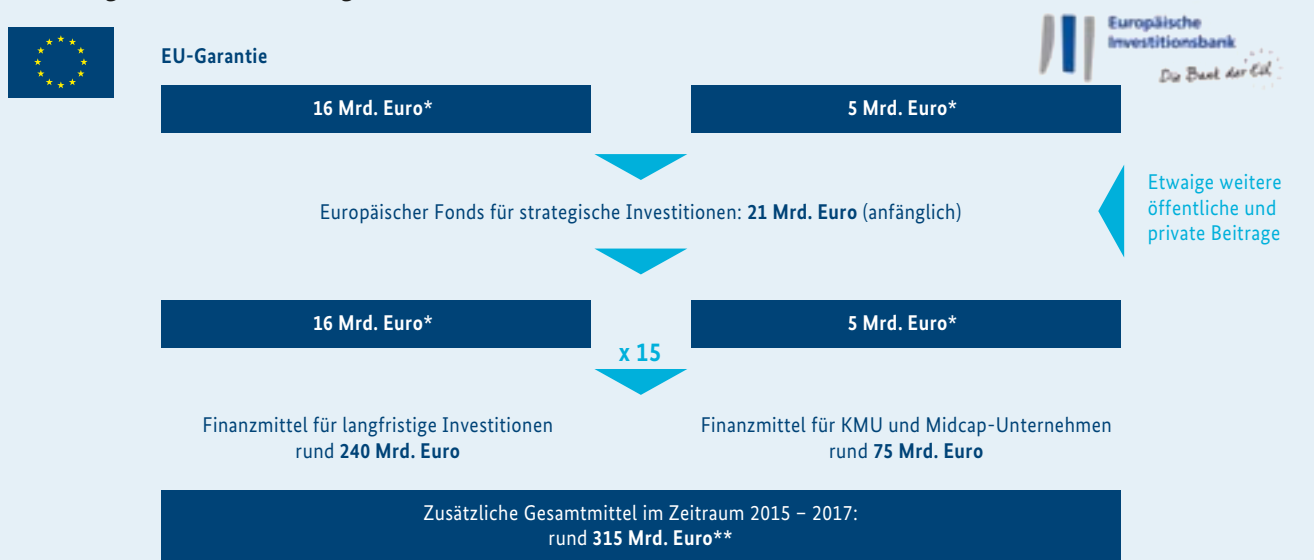 EU-Garantie
Europäische
Investitionsbank
Die Bank der EU
16 Mrd. Euro*
5 Mrd. Euro*
Europäischer Fonds für strategische Investitionen: 21 Mrd. Euro (anfänglich)
Etwaige weitere
öffentliche und
private Beitrage
16 Mrd. Euro*
5 Mrd. Euro*
x 15
Finanzmittel für langfristige Investitionen
rund 240 Mrd. Euro
Finanzmittel für KMU und Midcap-Unternehmen
rund 75 Mrd. Euro
Zusätzliche Gesamtmittel im Zeitraum 2015 – 2017:
rund 315 Mrd. Euro**